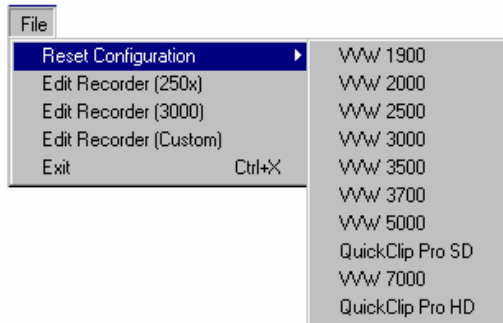 File
Reset Configuration
Edit Recorder (250x)
Edit Recorder (3000)
Edit Recorder (Custom)
Exit Ctrl+X
VVW 1900
VVW 2000
VVW 2500
VVW 3000
VVW 3500
VVW 3700
VVW 5000
QuickClip Pro SD
VVW 7000
QuickClip Pro HD